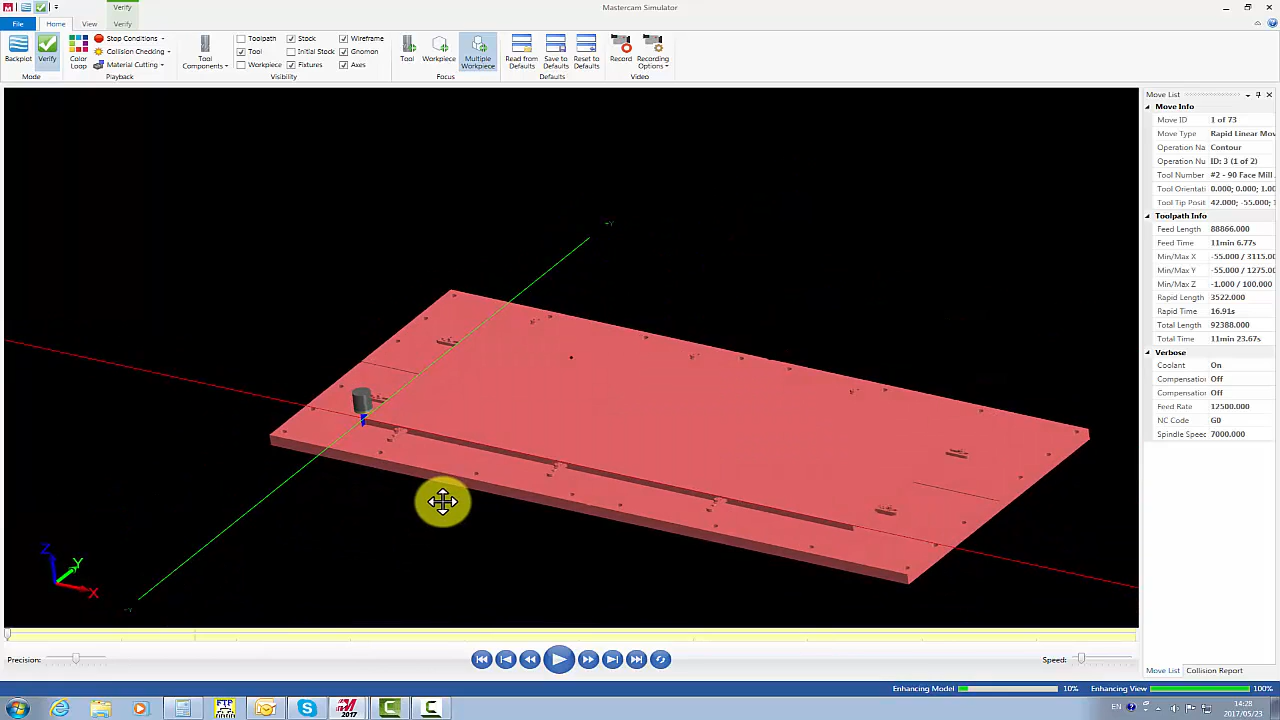 Verify
Mastercam Simulator
File
Home
View
Verify
Backplot
Verify
Mode
Color Loop
Stop Conditions
Collision Checking
Material Cutting
Playback
Tool Components
Toolpath
Tool
Workpiece
Stock
Initial Stock
Fixtures
Wireframe
Gnomon
Axes
Visibility
Tool
Workpiece
Multiple Workpiece
Focus
Read from Defaults
Save to Defaults
Reset to Defaults
Defaults
Record
Recording Options
Video
Move List
Move Info
Move ID 1 of 73
Move Type Rapid Linear Mov
Operation Na Contour
Operation Nu ID: 3 (1 of 2)
Tool Number #2 - 90 Face Mill
Tool Orientati 0.000; 0.000; 1.00
Tool Tip Posit 42.000; -55.000; 1
Toolpath Info
Feed Length 88866.000
Feed Time 11min 6.77s
Min/Max X -55.000 / 3115.00
Min/Max Y -55.000 / 1275.00
Min/Max Z -1.000 / 100.000
Rapid Length 3522.000
Rapid Time 16.91s
Total Length 92388.000
Total Time 11min 23.67s
Verbose
Coolant On
Compensation Off
Compensation Off
Feed Rate 12500.000
NC Code G0
Spindle Speed 7000.000
+Y
-Y
Z
Y
X
Precision:
Speed:
Move List
Collision Report
Enhancing Model 10%
Enhancing View 100%
FTP
2017
EN
14:28
2017/05/23